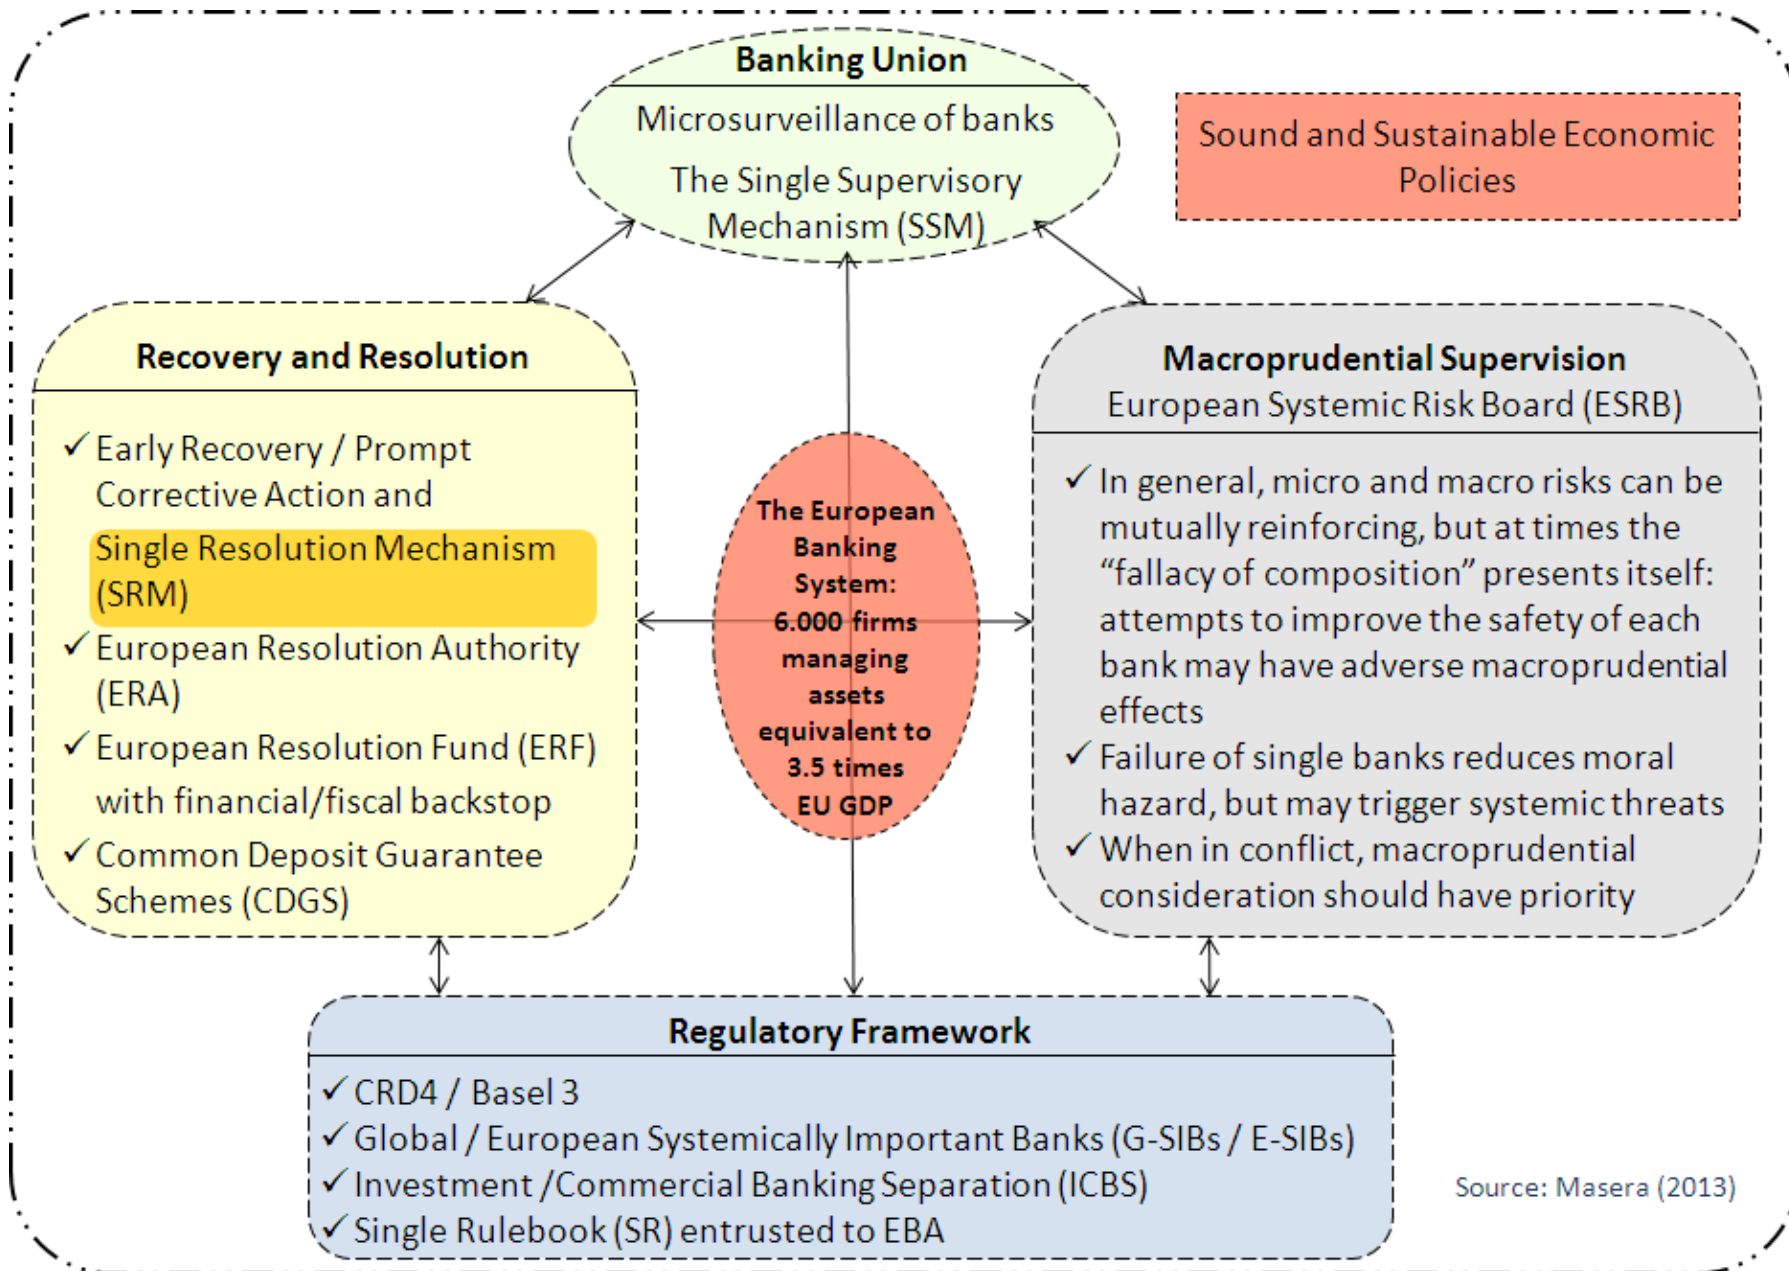 Banking Union
Microsurveillance of banks
The Single Supervisory
Mechanism (SSM)
Sound and Sustainable Economic
Policies
Recovery and Resolution
✓ Early Recovery / Prompt
Corrective Action and
Single Resolution Mechanism
(SRM)
✓ European Resolution Authority
(ERA)
✓ European Resolution Fund (ERF)
with financial/fiscal backstop
✓ Common Deposit Guarantee
Schemes (CDGS)
The European
Banking
System:
6.000 firms
managing
assets
equivalent to
3.5 times
EU GDP
Macroprudential Supervision
European Systemic Risk Board (ESRB)
✓ In general, micro and macro risks can be
mutually reinforcing, but at times the
“fallacy of composition” presents itself:
attempts to improve the safety of each
bank may have adverse macroprudential
effects
✓ Failure of single banks reduces moral
hazard, but may trigger systemic threats
✓ When in conflict, macroprudential
consideration should have priority
Regulatory Framework
✓ CRD4 / Basel 3
✓ Global / European Systemically Important Banks (G-SIBs / E-SIBs)
✓ Investment /Commercial Banking Separation (ICBS)
✓ Single Rulebook (SR) entrusted to EBA
Source: Masera (2013)